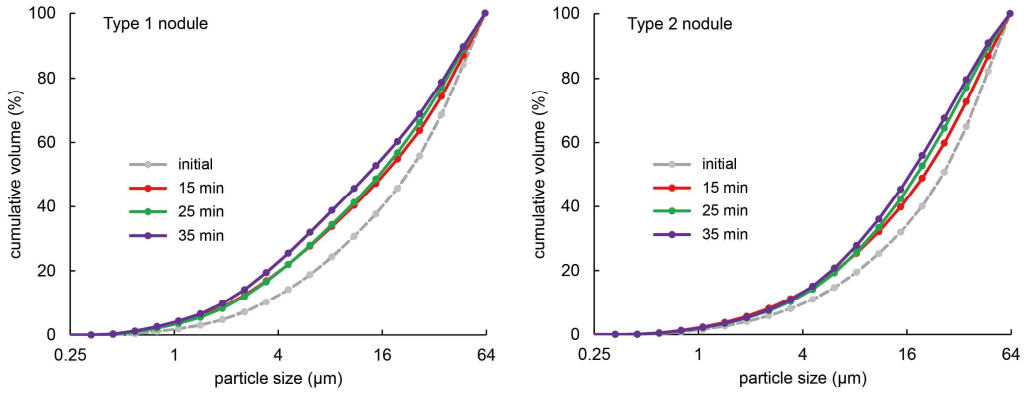 Type 1 nodule
100
80
60
40
20
0
cumulative volume (%)
initial
15 min
25 min
35 min
0.25
1
4
16
64
particle size (µm)
Type 2 nodule
100
80
60
40
20
0
cumulative volume (%)
initial
15 min
25 min
35 min
0.25
1
4
16
64
particle size (µm)